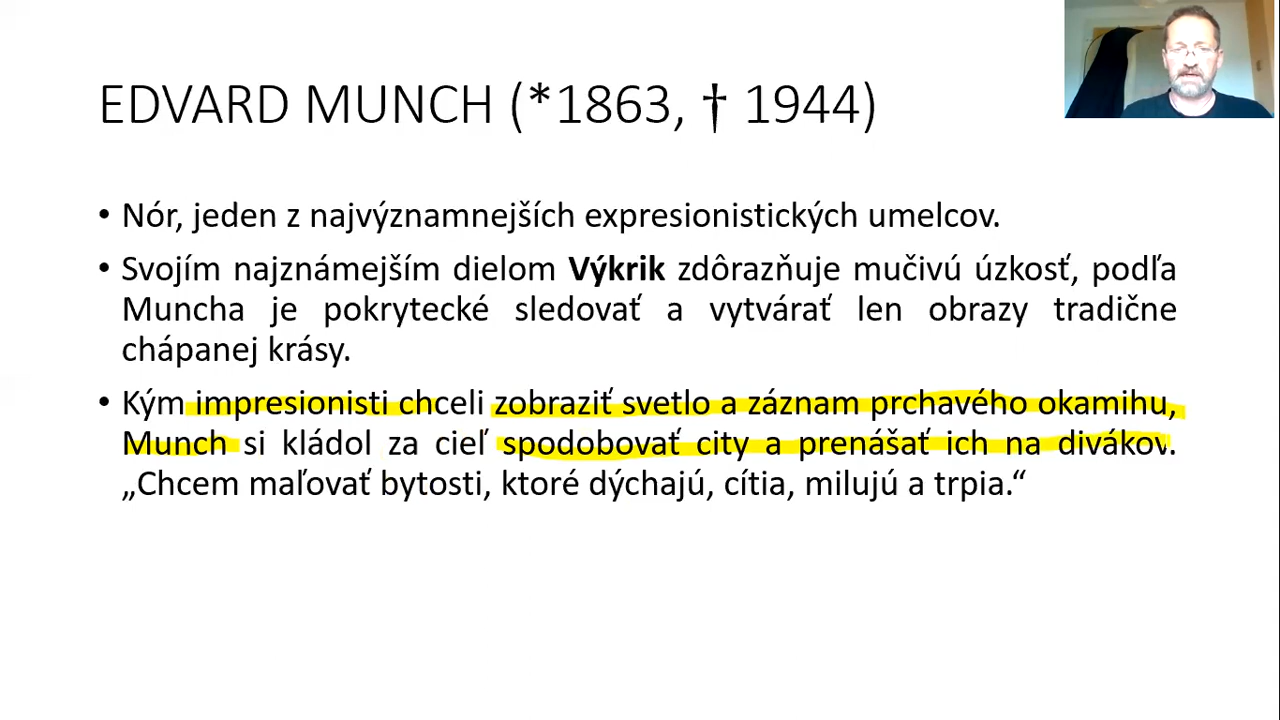 EDVARD MUNCH (*1863, † 1944)
• Nór, jeden z najvýznamnejších expresionistických umelcov.
• Svojím najznámejším dielom Výkrik zdôrazňuje mučivú úzkosť, podľa
Muncha je pokrytecké sledovať a vytvárať len obrazy tradične
chápanej krásy.
• Kým impresionisti chceli zobraziť svetlo a záznam prchavého okamihu,
Munch si kládol za cieľ spodobovať city a prenášať ich na divákov.
„Chcem maľovať bytosti, ktoré dýchajú, cítia, milujú a trpia.“